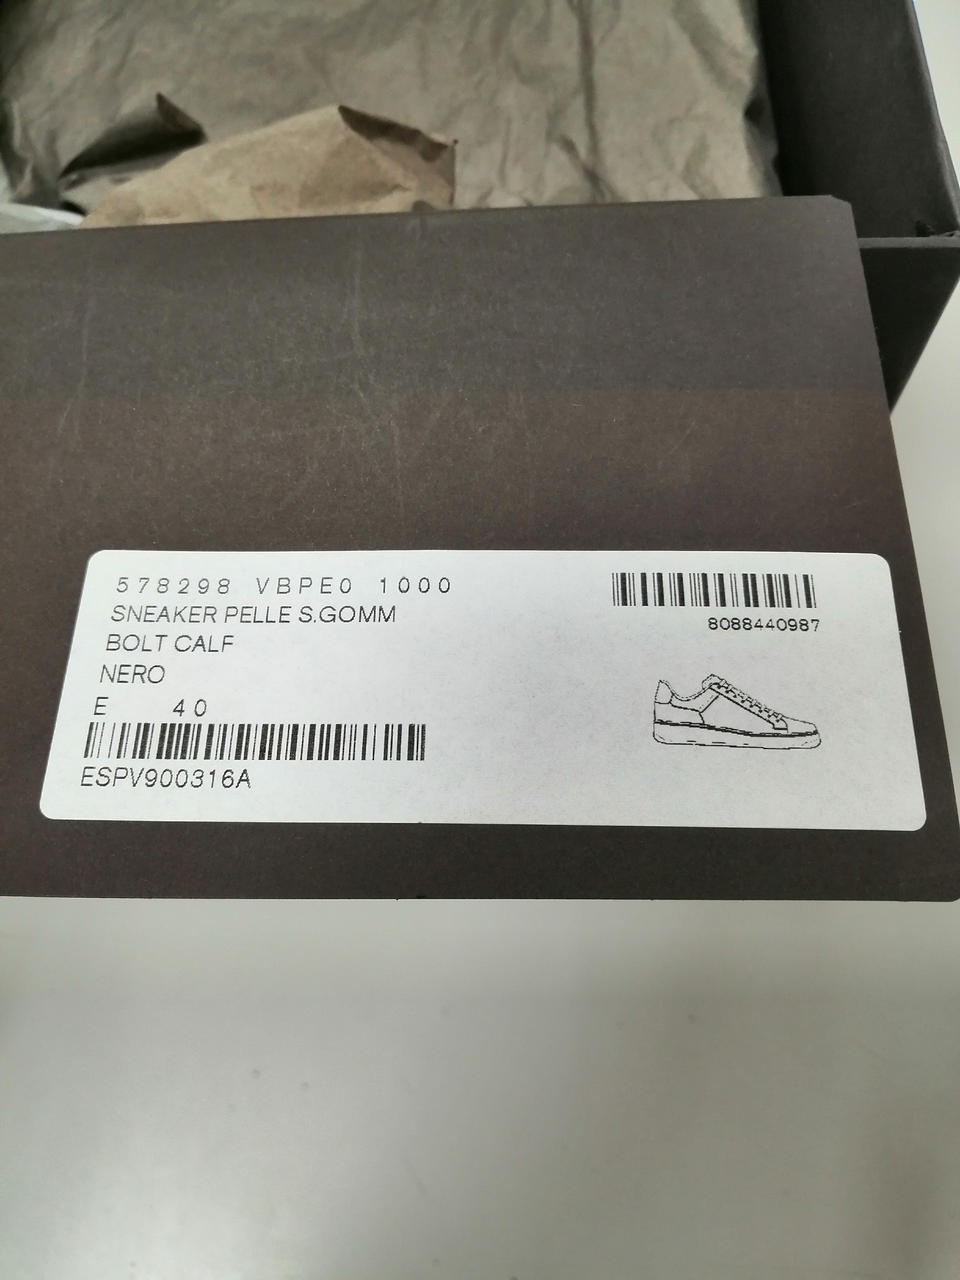 578298 VBPE0 1000
SNEAKER PELLE S.GOMM
BOLT CALF
NERO
E 40
ESPV900316A
8088440987